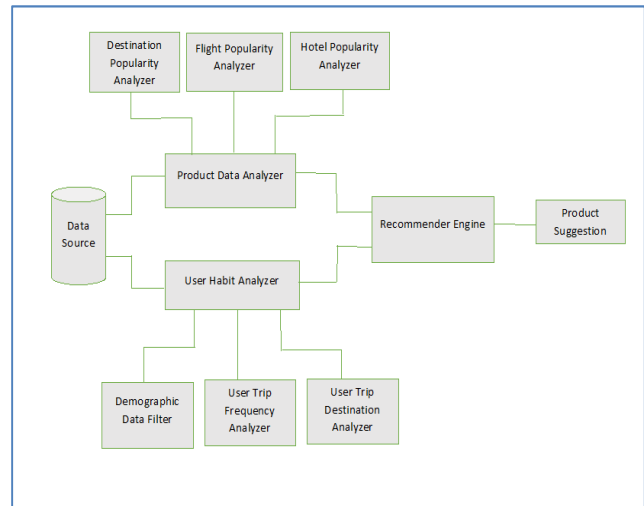 Destination
Popularity
Analyzer
Flight Popularity
Analyzer
Hotel Popularity
Analyzer
Product Data Analyzer
Data
Source
Recommender Engine
Product
Suggestion
User Habit Analyzer
Demographic
Data Filter
User Trip
Frequency
Analyzer
User Trip
Destination
Analyzer